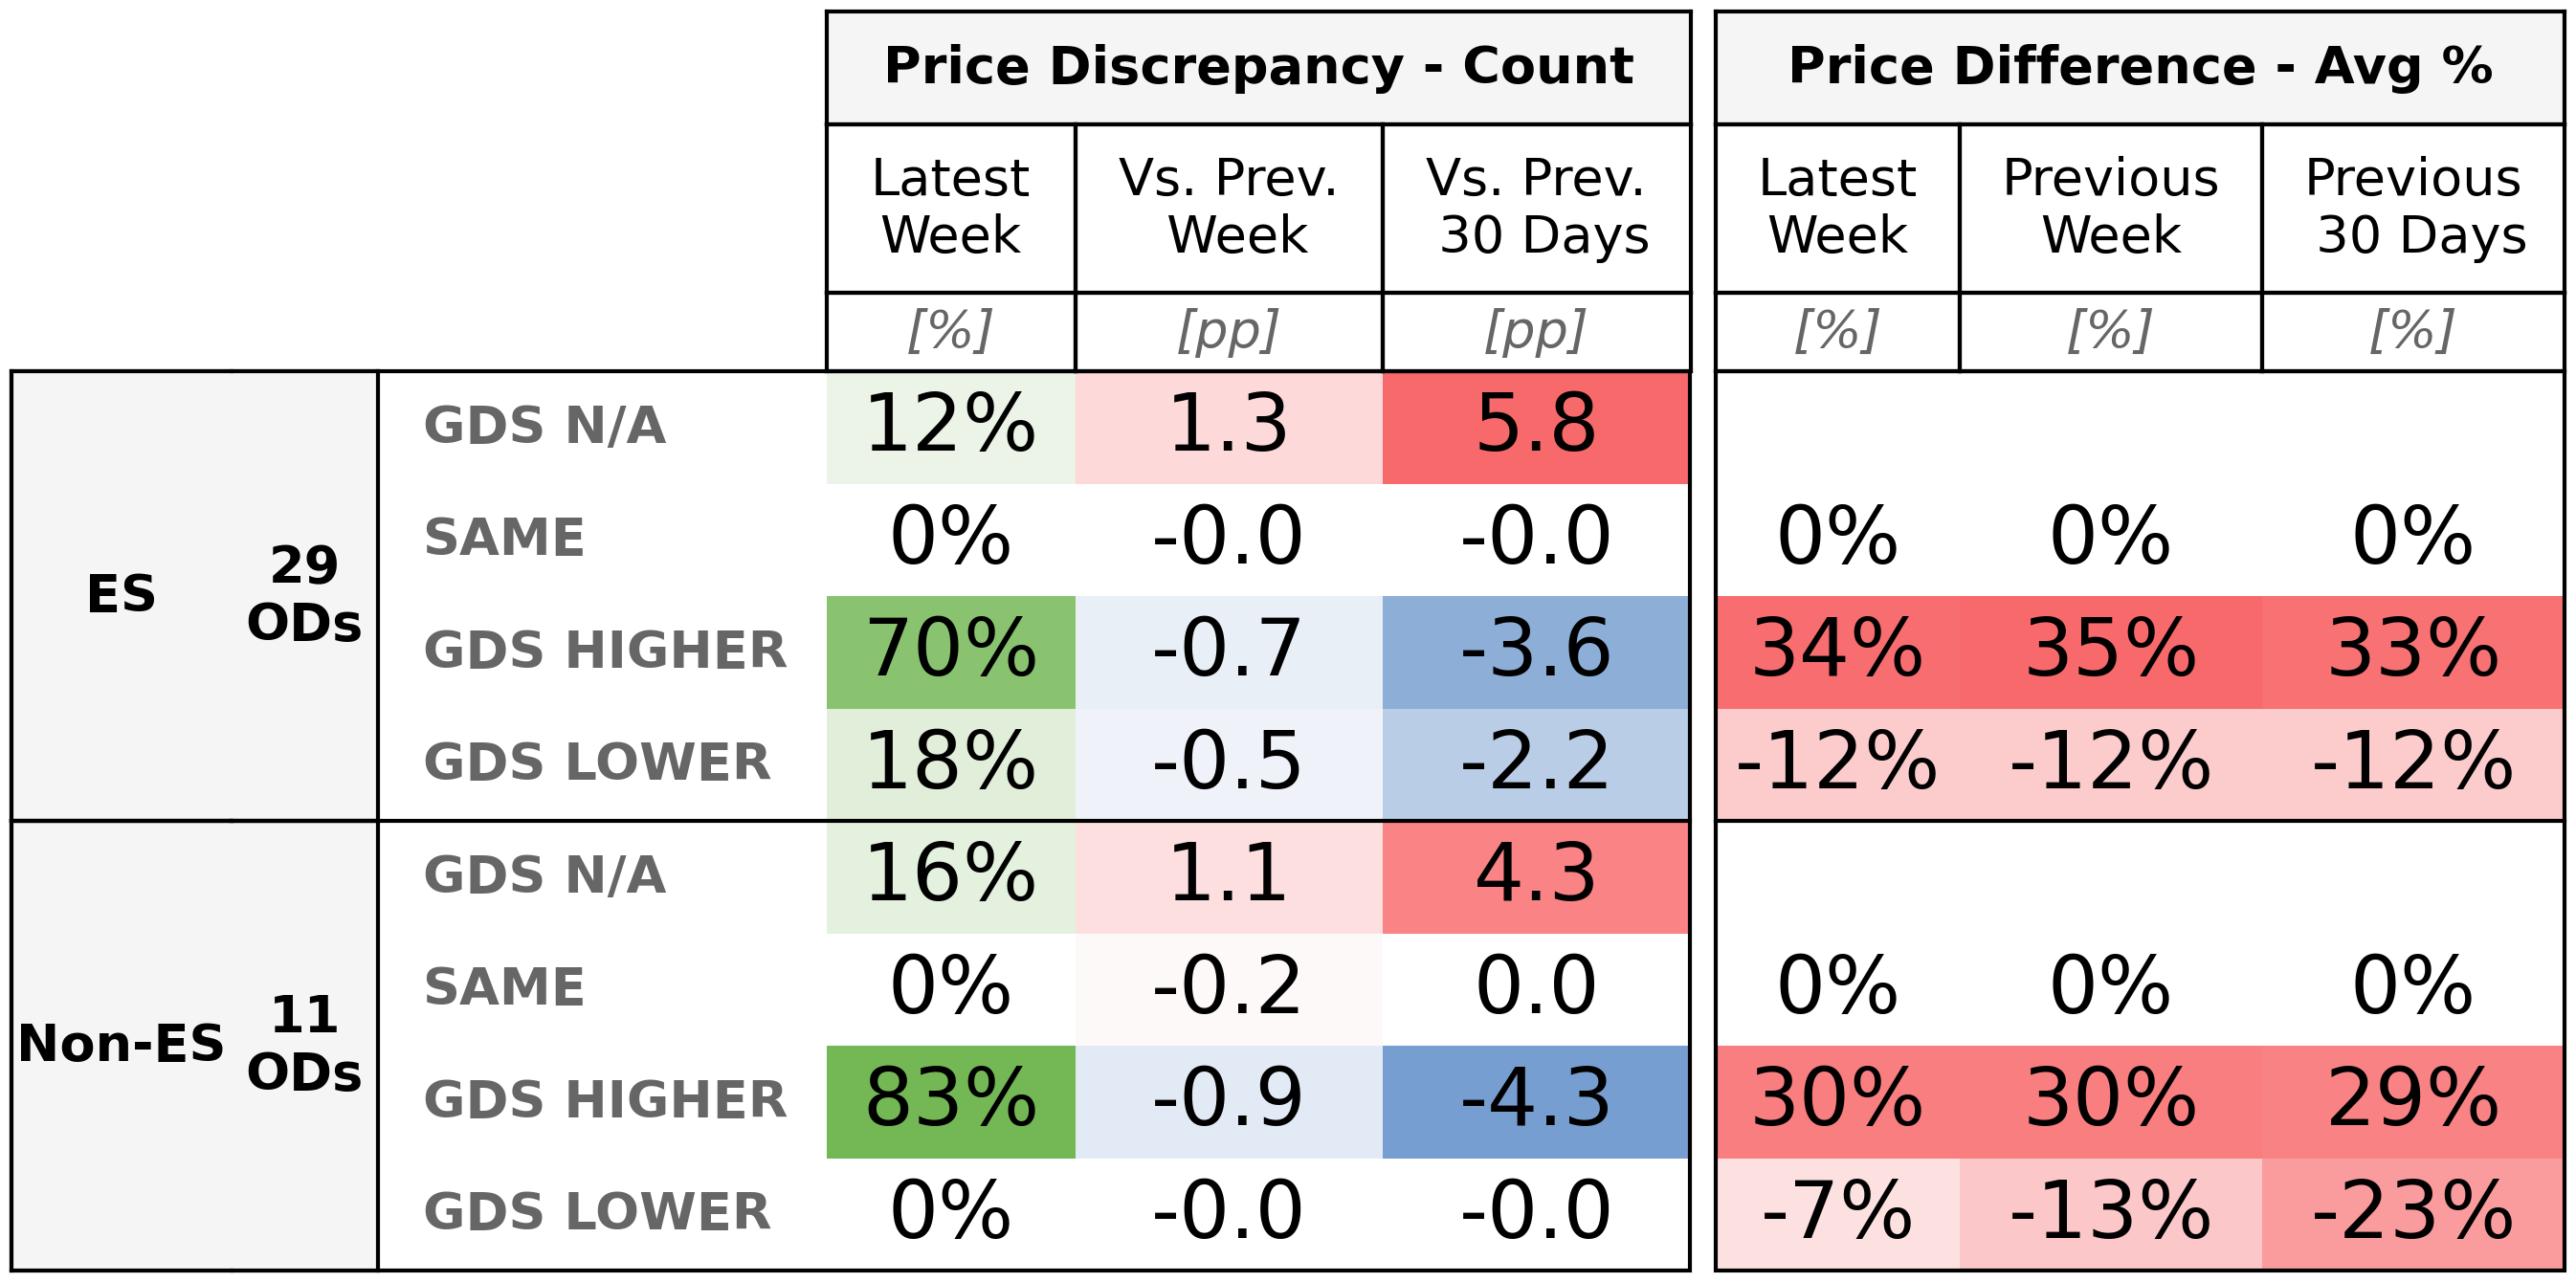 Price Discrepancy - Count Price Difference - Avg %
Latest Week Vs. Prev. Week Vs. Prev. 30 Days Latest Week Previous Week Previous 30 Days
[%] [pp] [pp] [%] [%] [%]
ES 29 ODs
GDS N/A 12% 1.3 5.8
SAME 0% -0.0 -0.0 0% 0% 0%
GDS HIGHER 70% -0.7 -3.6 34% 35% 33%
GDS LOWER 18% -0.5 -2.2 -12% -12% -12%
Non-ES 11 ODs
GDS N/A 16% 1.1 4.3
SAME 0% -0.2 0.0 0% 0% 0%
GDS HIGHER 83% -0.9 -4.3 30% 30% 29%
GDS LOWER 0% -0.0 -0.0 -7% -13% -23%